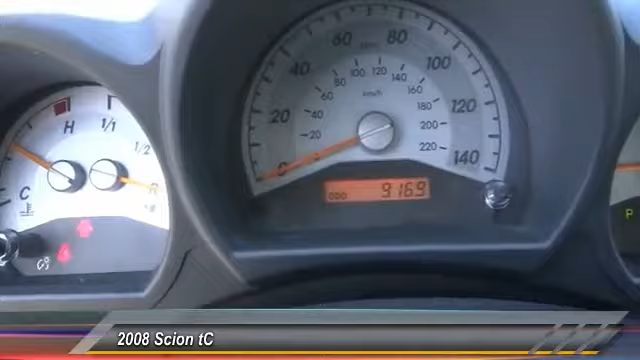 60 80
40 100
20 120
0 140
100 120
80 140
60 160
40 180
20 200
220
km/h
H 1/1
1/2
C
ODO 9169
P
2008 Scion tC